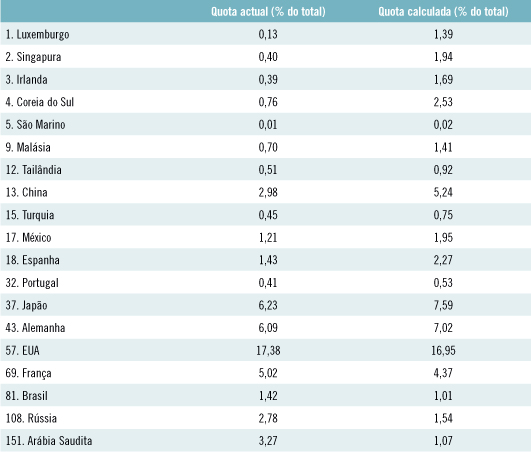 Quota actual (% do total) Quota calculada (% do total)
1. Luxemburgo 0,13 1,39
2. Singapura 0,40 1,94
3. Irlanda 0,39 1,69
4. Coreia do Sul 0,76 2,53
5. São Marino 0,01 0,02
9. Malásia 0,70 1,41
12. Tailândia 0,51 0,92
13. China 2,98 5,24
15. Turquia 0,45 0,75
17. México 1,21 1,95
18. Espanha 1,43 2,27
32. Portugal 0,41 0,53
37. Japão 6,23 7,59
43. Alemanha 6,09 7,02
57. EUA 17,38 16,95
69. França 5,02 4,37
81. Brasil 1,42 1,01
108. Rússia 2,78 1,54
151. Arábia Saudita 3,27 1,07